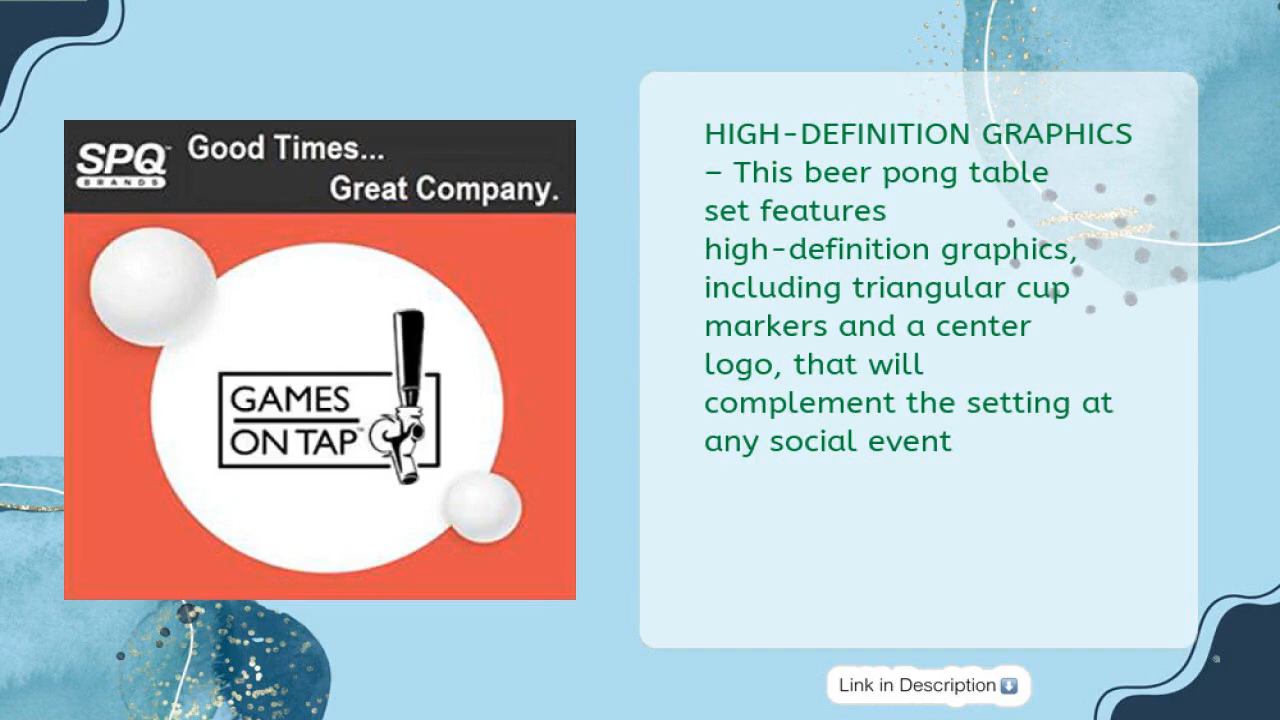 SPQ™
BRANDS
Good Times...
Great Company.
GAMES
ON TAP™
HIGH-DEFINITION GRAPHICS
– This beer pong table
set features
high-definition graphics,
including triangular cup
markers and a center
logo, that will
complement the setting at
any social event
Link in Description⬇️